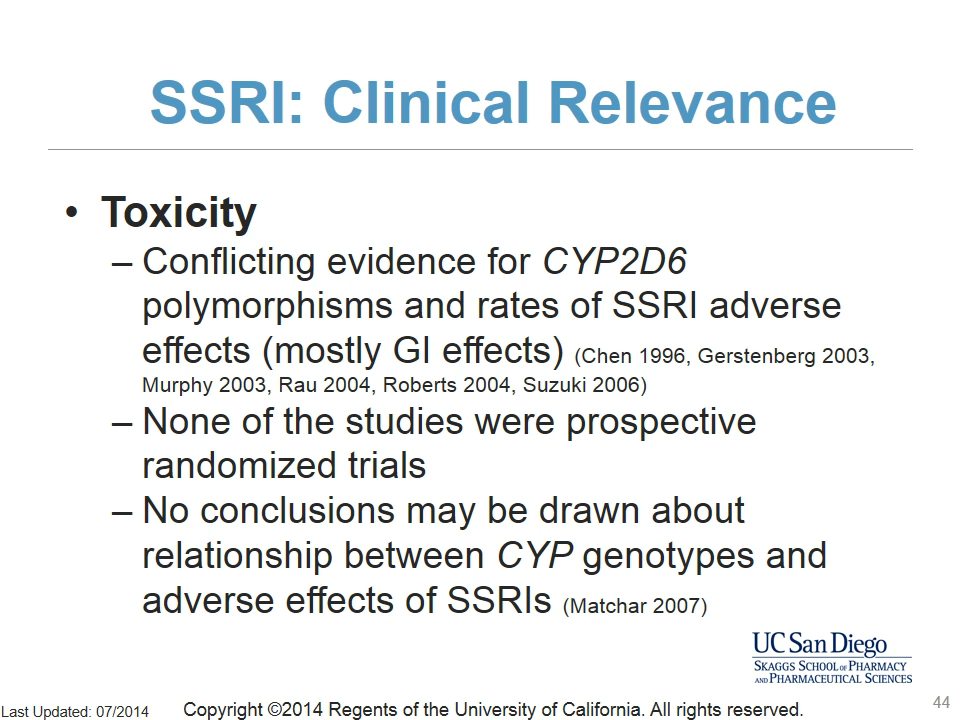 SSRI: Clinical Relevance
• Toxicity
– Conflicting evidence for CYP2D6
polymorphisms and rates of SSRI adverse
effects (mostly GI effects) (Chen 1996, Gerstenberg 2003,
Murphy 2003, Rau 2004, Roberts 2004, Suzuki 2006)
– None of the studies were prospective
randomized trials
– No conclusions may be drawn about
relationship between CYP genotypes and
adverse effects of SSRIs (Matchar 2007)
UC San Diego
SKAGGS SCHOOL OF PHARMACY
AND PHARMACEUTICAL SCIENCES
Last Updated: 07/2014 Copyright ©2014 Regents of the University of California. All rights reserved. 44